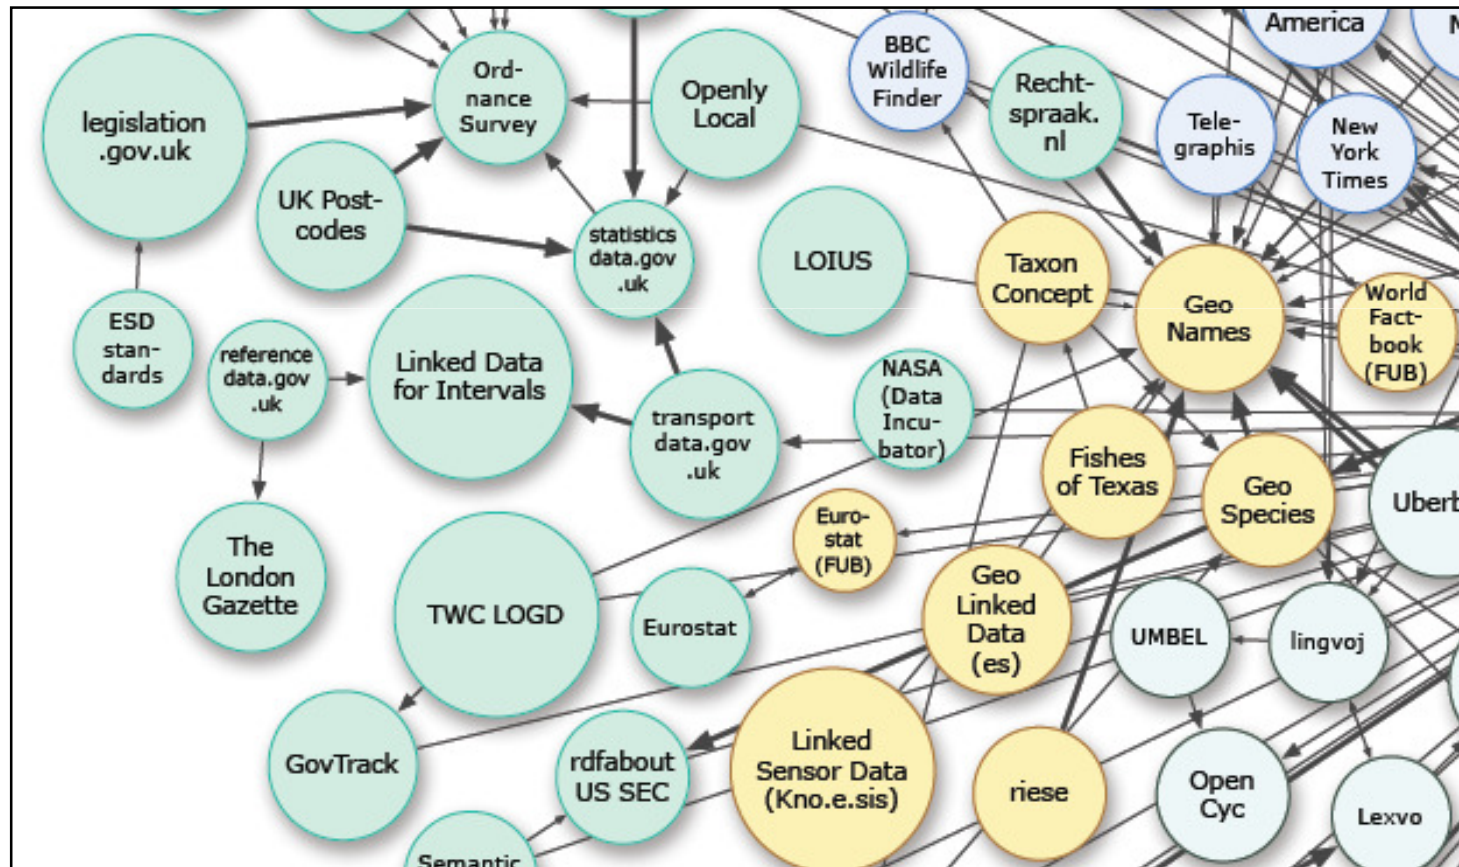 America
BBC
Wildlife
Finder
Ord-
nance
Survey
Openly
Local
Recht-
spraak.
nl
legislation
.gov.uk
Tele-
graphis
New
York
Times
UK Post-
codes
statistics
data.gov
.uk
LOIUS
Taxon
Concept
Geo
Names
World
Fact-
book
(FUB)
ESD
stan-
dards
reference
data.gov
.uk
Linked Data
for Intervals
NASA
(Data
Incu-
bator)
transport
data.gov
.uk
Fishes
of Texas
Geo
Species
Uberb
Euro-
stat
(FUB)
The
London
Gazette
TWC LOGD
Eurostat
Geo
Linked
Data
(es)
UMBEL
lingvoj
GovTrack
rdfabout
US SEC
Linked
Sensor Data
(Kno.e.sis)
riese
Open
Cyc
Lexvo
Semantic